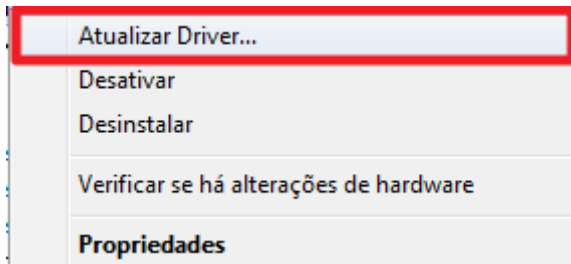 Atualizar Driver...
Desativar
Desinstalar
Verificar se há alterações de hardware
Propriedades